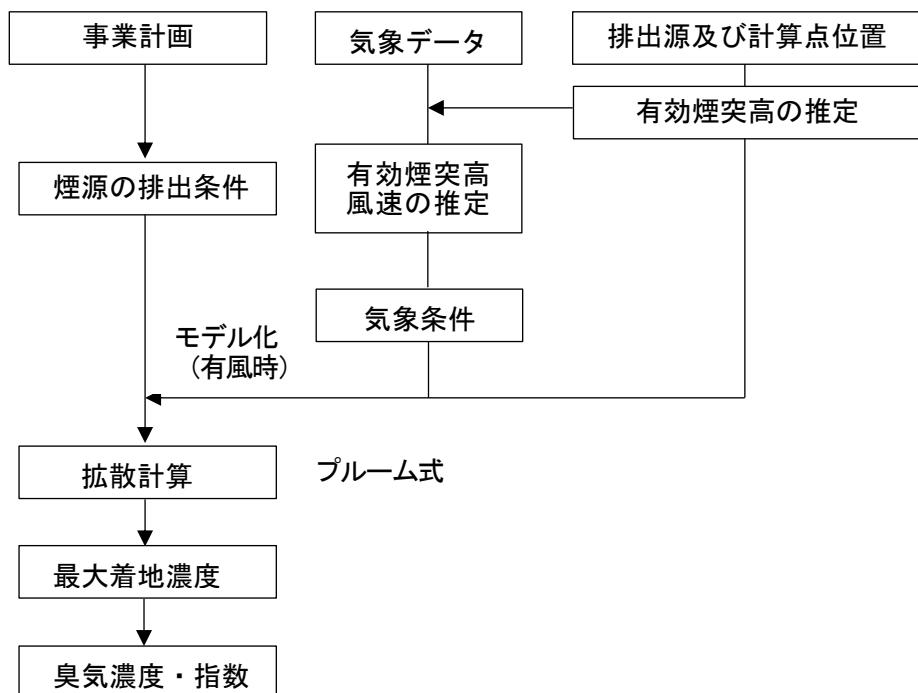 事業計画
気象データ
排出源及び計算点位置
有効煙突高の推定
煙源の排出条件
有効煙突高
風速の推定
気象条件
モデル化
（有風時）
拡散計算
プルーム式
最大着地濃度
臭気濃度・指数